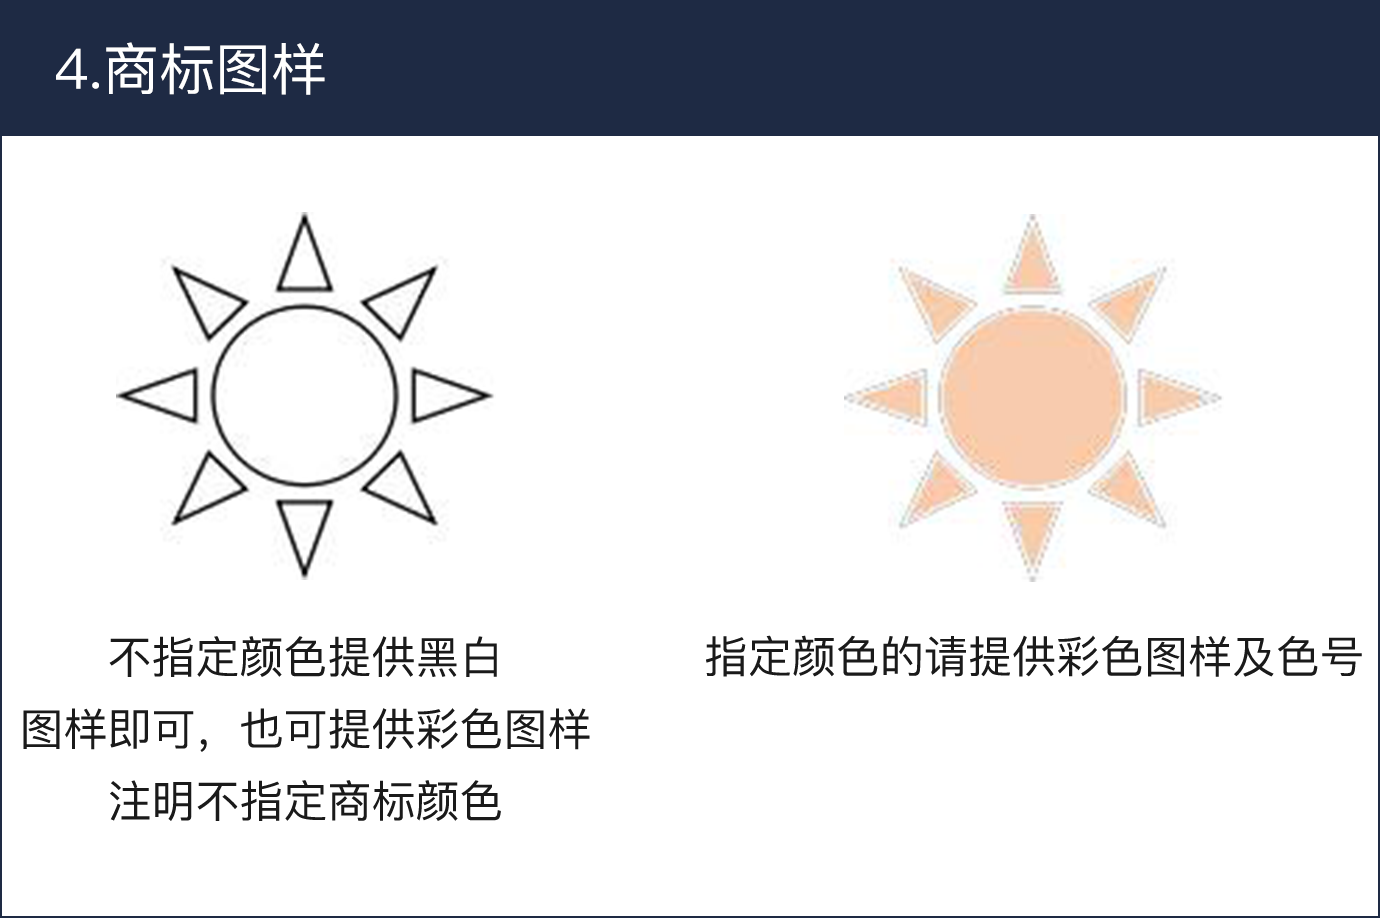 4.商标图样
不指定颜色提供黑白
图样即可，也可提供彩色图样
注明不指定商标颜色
指定颜色的请提供彩色图样及色号